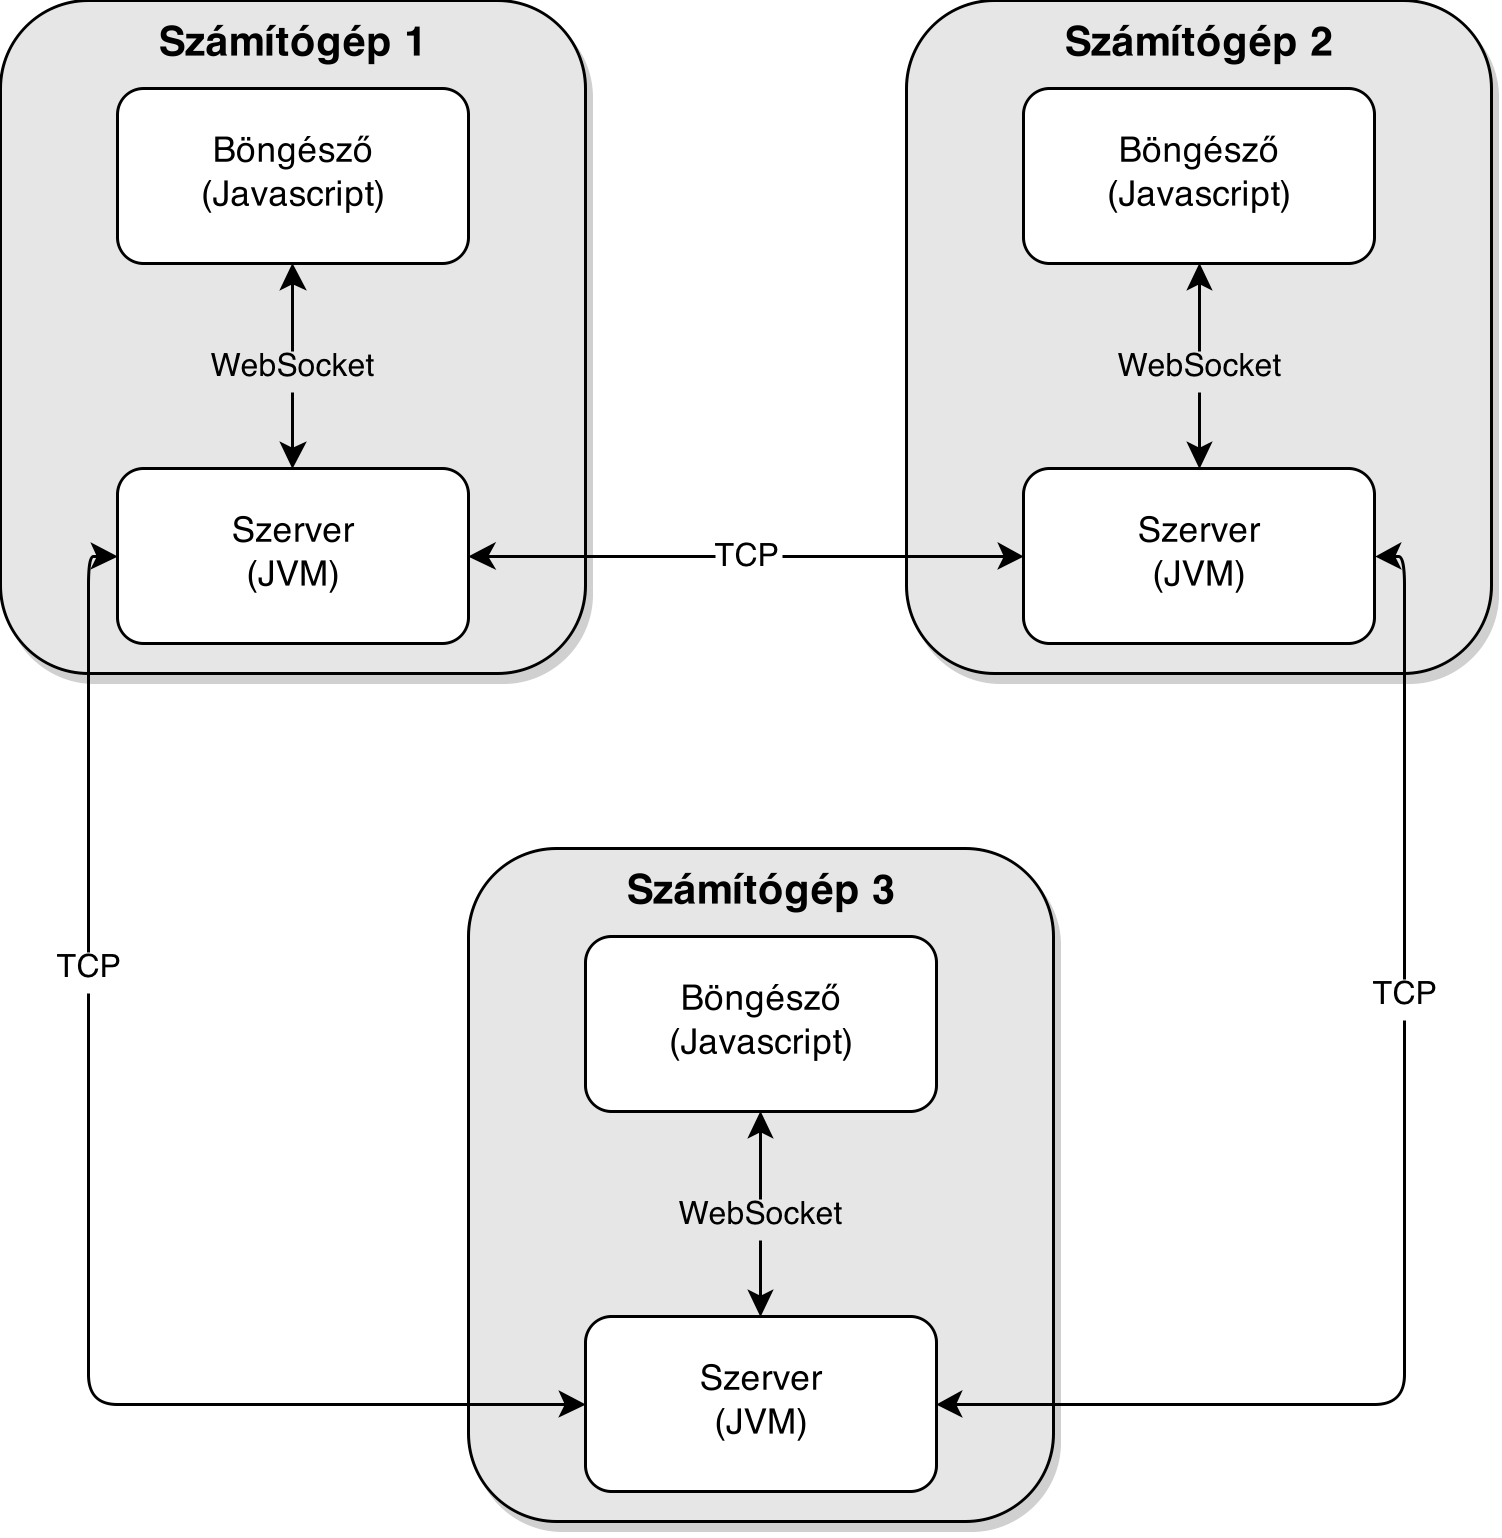 Számítógép 1
Böngésző
(Javascript)
WebSocket
Szerver
(JVM)
Számítógép 2
Böngésző
(Javascript)
WebSocket
Szerver
(JVM)
TCP
TCP
TCP
Számítógép 3
Böngésző
(Javascript)
WebSocket
Szerver
(JVM)